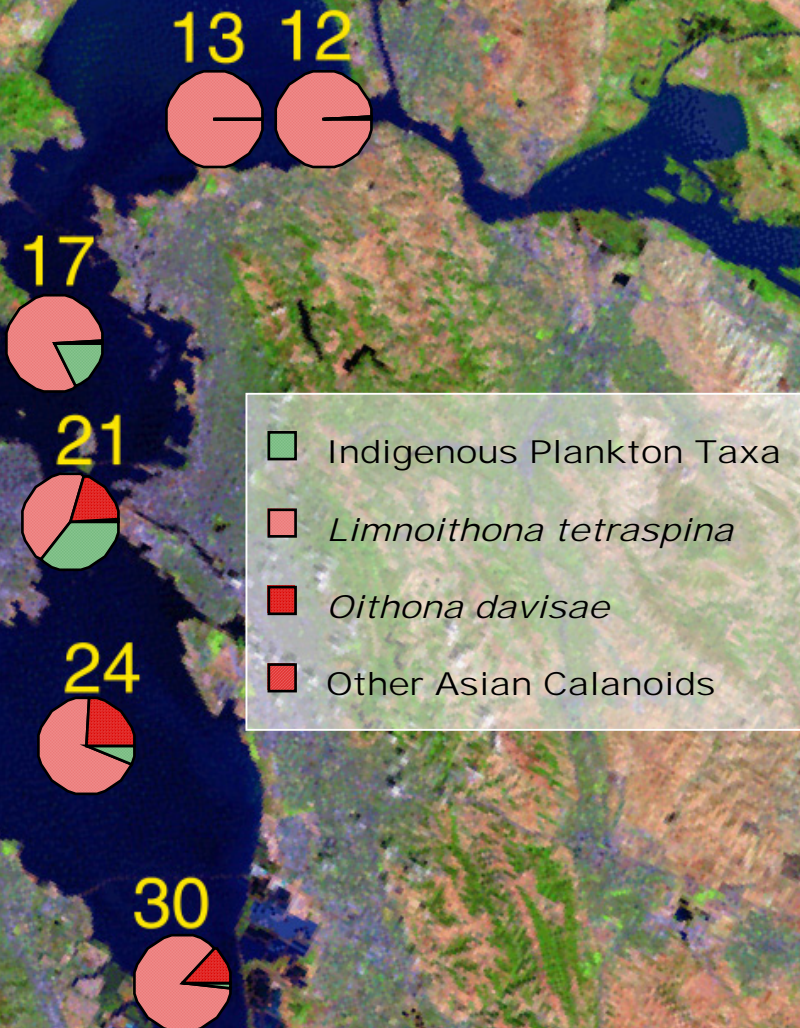 13 12
17
21
Indigenous Plankton Taxa
Limnoithona tetraspina
Oithona davisae
24
Other Asian Calanoids
30